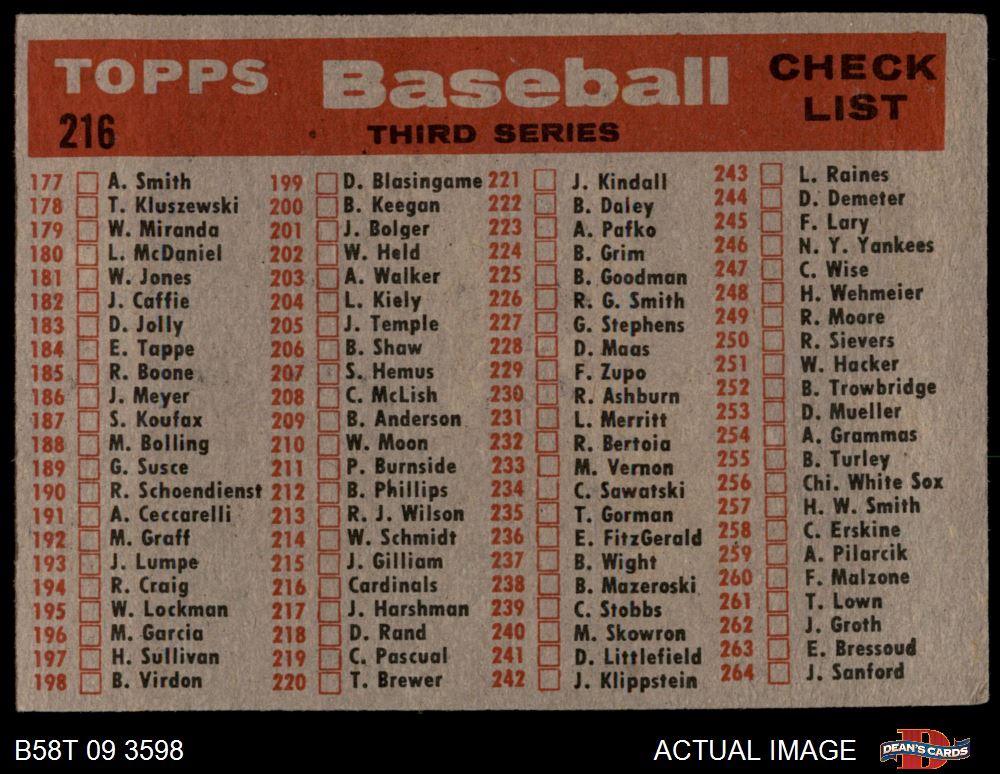 TOPPS Baseball CHECK LIST
216 THIRD SERIES
177 A. Smith
178 T. Kluszewski
179 W. Miranda
180 L. McDaniel
181 W. Jones
182 J. Caffie
183 D. Jolly
184 E. Tappe
185 R. Boone
186 J. Meyer
187 S. Koufax
188 M. Bolling
189 G. Susce
190 R. Schoendienst
191 A. Ceccarelli
192 M. Graff
193 J. Lumpe
194 R. Craig
195 W. Lockman
196 M. Garcia
197 H. Sullivan
198 B. Virdon
199 D. Blasingame
200 B. Keegan
201 J. Bolger
202 W. Held
203 A. Walker
204 L. Kiely
205 J. Temple
206 B. Shaw
207 S. Hemus
208 C. McLish
209 B. Anderson
210 W. Moon
211 P. Burnside
212 B. Phillips
213 R. J. Wilson
214 W. Schmidt
215 J. Gilliam
216 Cardinals
217 J. Harshman
218 D. Rand
219 C. Pascual
220 T. Brewer
221 J. Kindall
222 B. Daley
223 A. Pafko
224 B. Grim
225 B. Goodman
226 R. G. Smith
227 G. Stephens
228 D. Maas
229 F. Zupo
230 R. Ashburn
231 L. Merritt
232 R. Bertoia
233 M. Vernon
234 C. Sawatski
235 T. Gorman
236 E. FitzGerald
237 B. Wight
238 B. Mazeroski
239 C. Stobbs
240 M. Skowron
241 D. Littlefield
242 J. Klippstein
243 L. Raines
244 D. Demeter
245 F. Lary
246 N. Y. Yankees
247 C. Wise
248 H. Wehmeier
249 R. Moore
250 R. Sievers
251 W. Hacker
252 B. Trowbridge
253 D. Mueller
254 A. Grammas
255 B. Turley
256 Chi. White Sox
257 H. W. Smith
258 C. Erskine
259 A. Pilarcik
260 F. Malzone
261 T. Lown
262 J. Groth
263 E. Bressoud
264 J. Sanford
B58T 09 3598 ACTUAL IMAGE DEAN'S CARDS